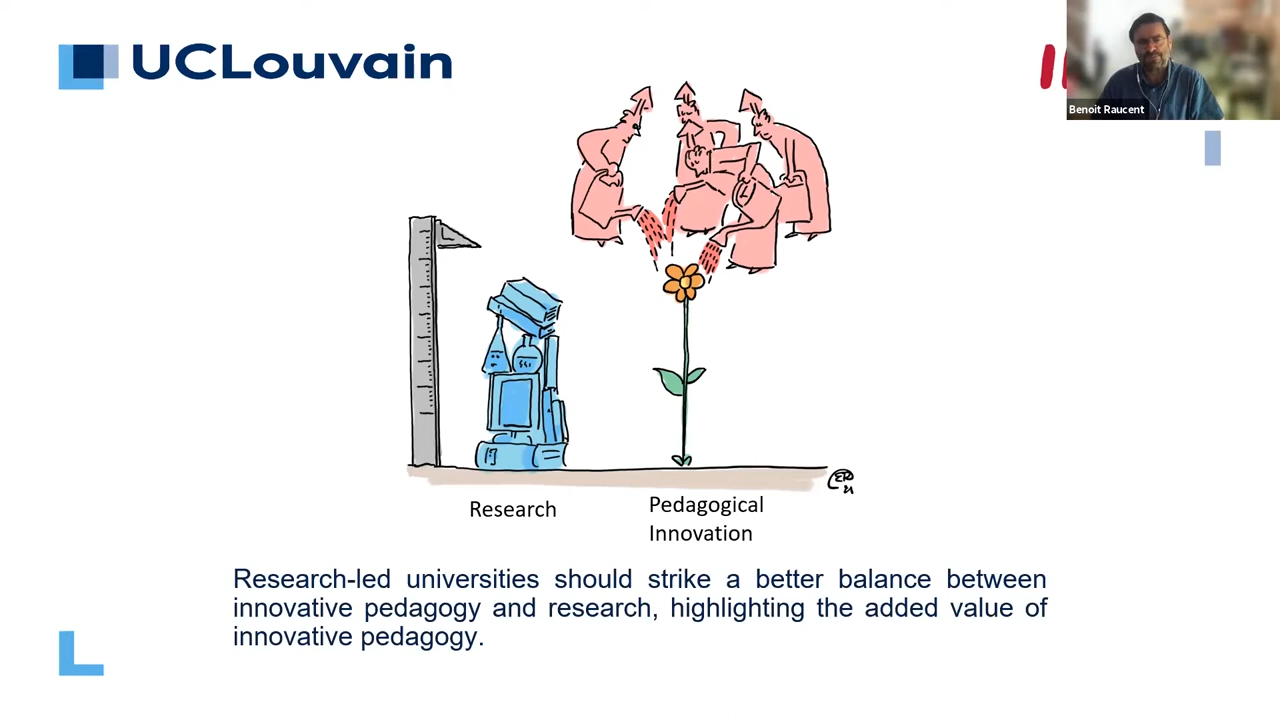 UCLouvain
Benoit Raucent
Research
Pedagogical
Innovation
Research-led universities should strike a better balance between
innovative pedagogy and research, highlighting the added value of
innovative pedagogy.